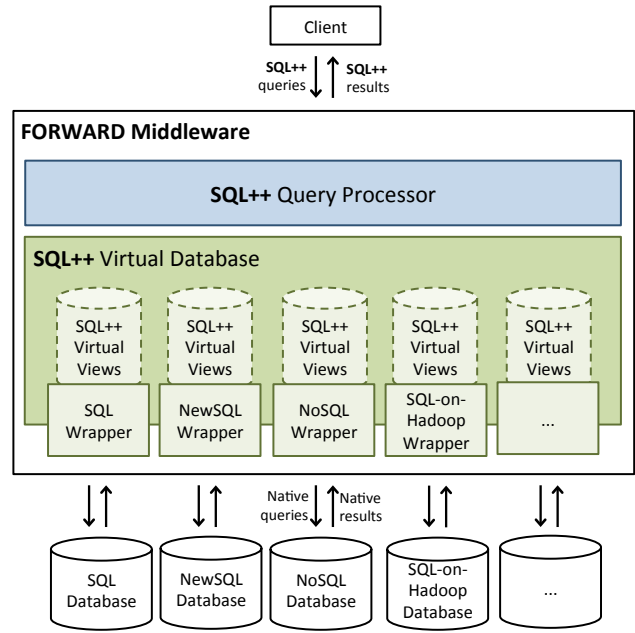 Client
SQL++
queries
SQL++
results
FORWARD Middleware
SQL++ Query Processor
SQL++ Virtual Database
SQL++
Virtual
Views
SQL++
Virtual
Views
SQL++
Virtual
Views
SQL++
Virtual
Views
SQL++
Virtual
Views
SQL
Wrapper
NewSQL
Wrapper
NoSQL
Wrapper
SQL-on-
Hadoop
Wrapper
...
Native
queries
Native
results
SQL
Database
NewSQL
Database
NoSQL
Database
SQL-on-
Hadoop
Database
...